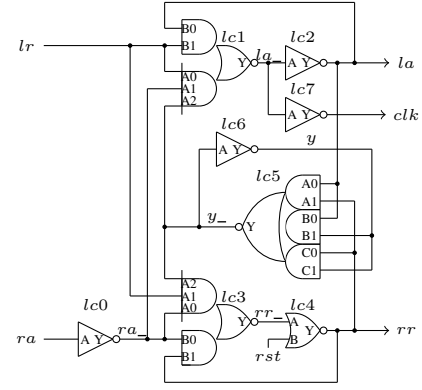 B0
lc1
lc2
lr
B1
Y
la_
A Y
la
A0
lc7
A1
A2
A Y
clk
lc6
y
A Y
lc5
A0
A1
y_
Y
B0
B1
C0
C1
A2
lc3
A1
lc0
A0
rr_
lc4
Y
A
Y
ra
A Y
ra_
B0
B
rr
B1
rst